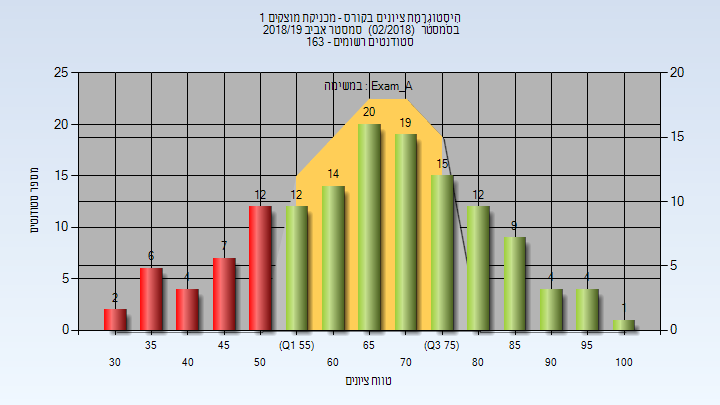 היסטוגרמת ציונים בקורס - מכניקת מוצקים 1
בסמסטר (02/2018) סמסטר אביב 2018/19
סטודנטים רשומים - 163
במשימה : Exam_A
25 20
20 15
15 10
10 5
5 0
0
מספר סטודנטים
2 6 4 7 12 12 14 20 19 15 12 9 4 4 1
35 45 (Q1 55) 65 (Q3 75) 85 95
30 40 50 60 70 80 90 100
טווח ציונים